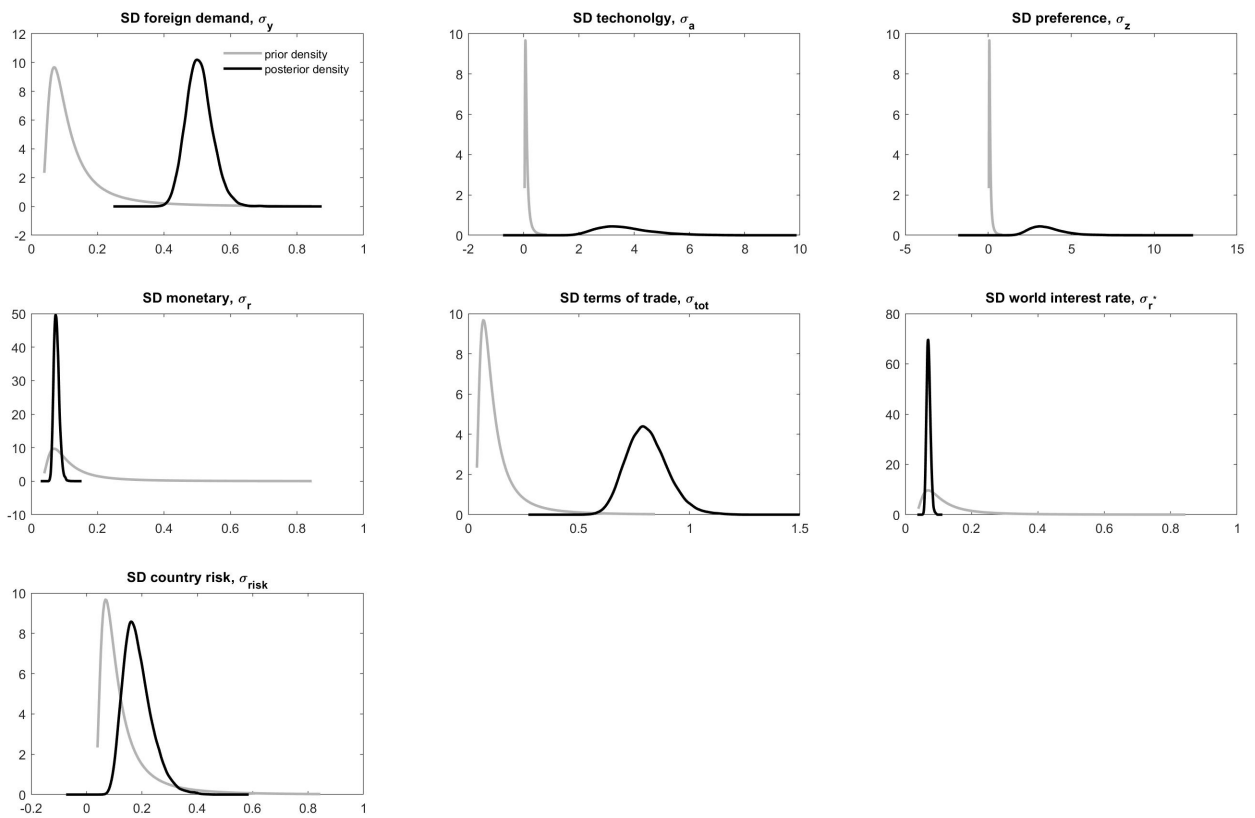 SD foreign demand, σy
12
10
8
6
4
2
0
-2
0 0.2 0.4 0.6 0.8 1
prior density
posterior density
SD techonolgy, σa
10
8
6
4
2
0
-2 0 2 4 6 8 10
SD preference, σz
10
8
6
4
2
0
-5 0 5 10 15
SD monetary, σr
50
40
30
20
10
0
-10
0 0.2 0.4 0.6 0.8 1
SD terms of trade, σtot
10
8
6
4
2
0
0 0.5 1 1.5
SD world interest rate, σr*
80
60
40
20
0
0 0.2 0.4 0.6 0.8 1
SD country risk, σrisk
10
8
6
4
2
0
-0.2 0 0.2 0.4 0.6 0.8 1